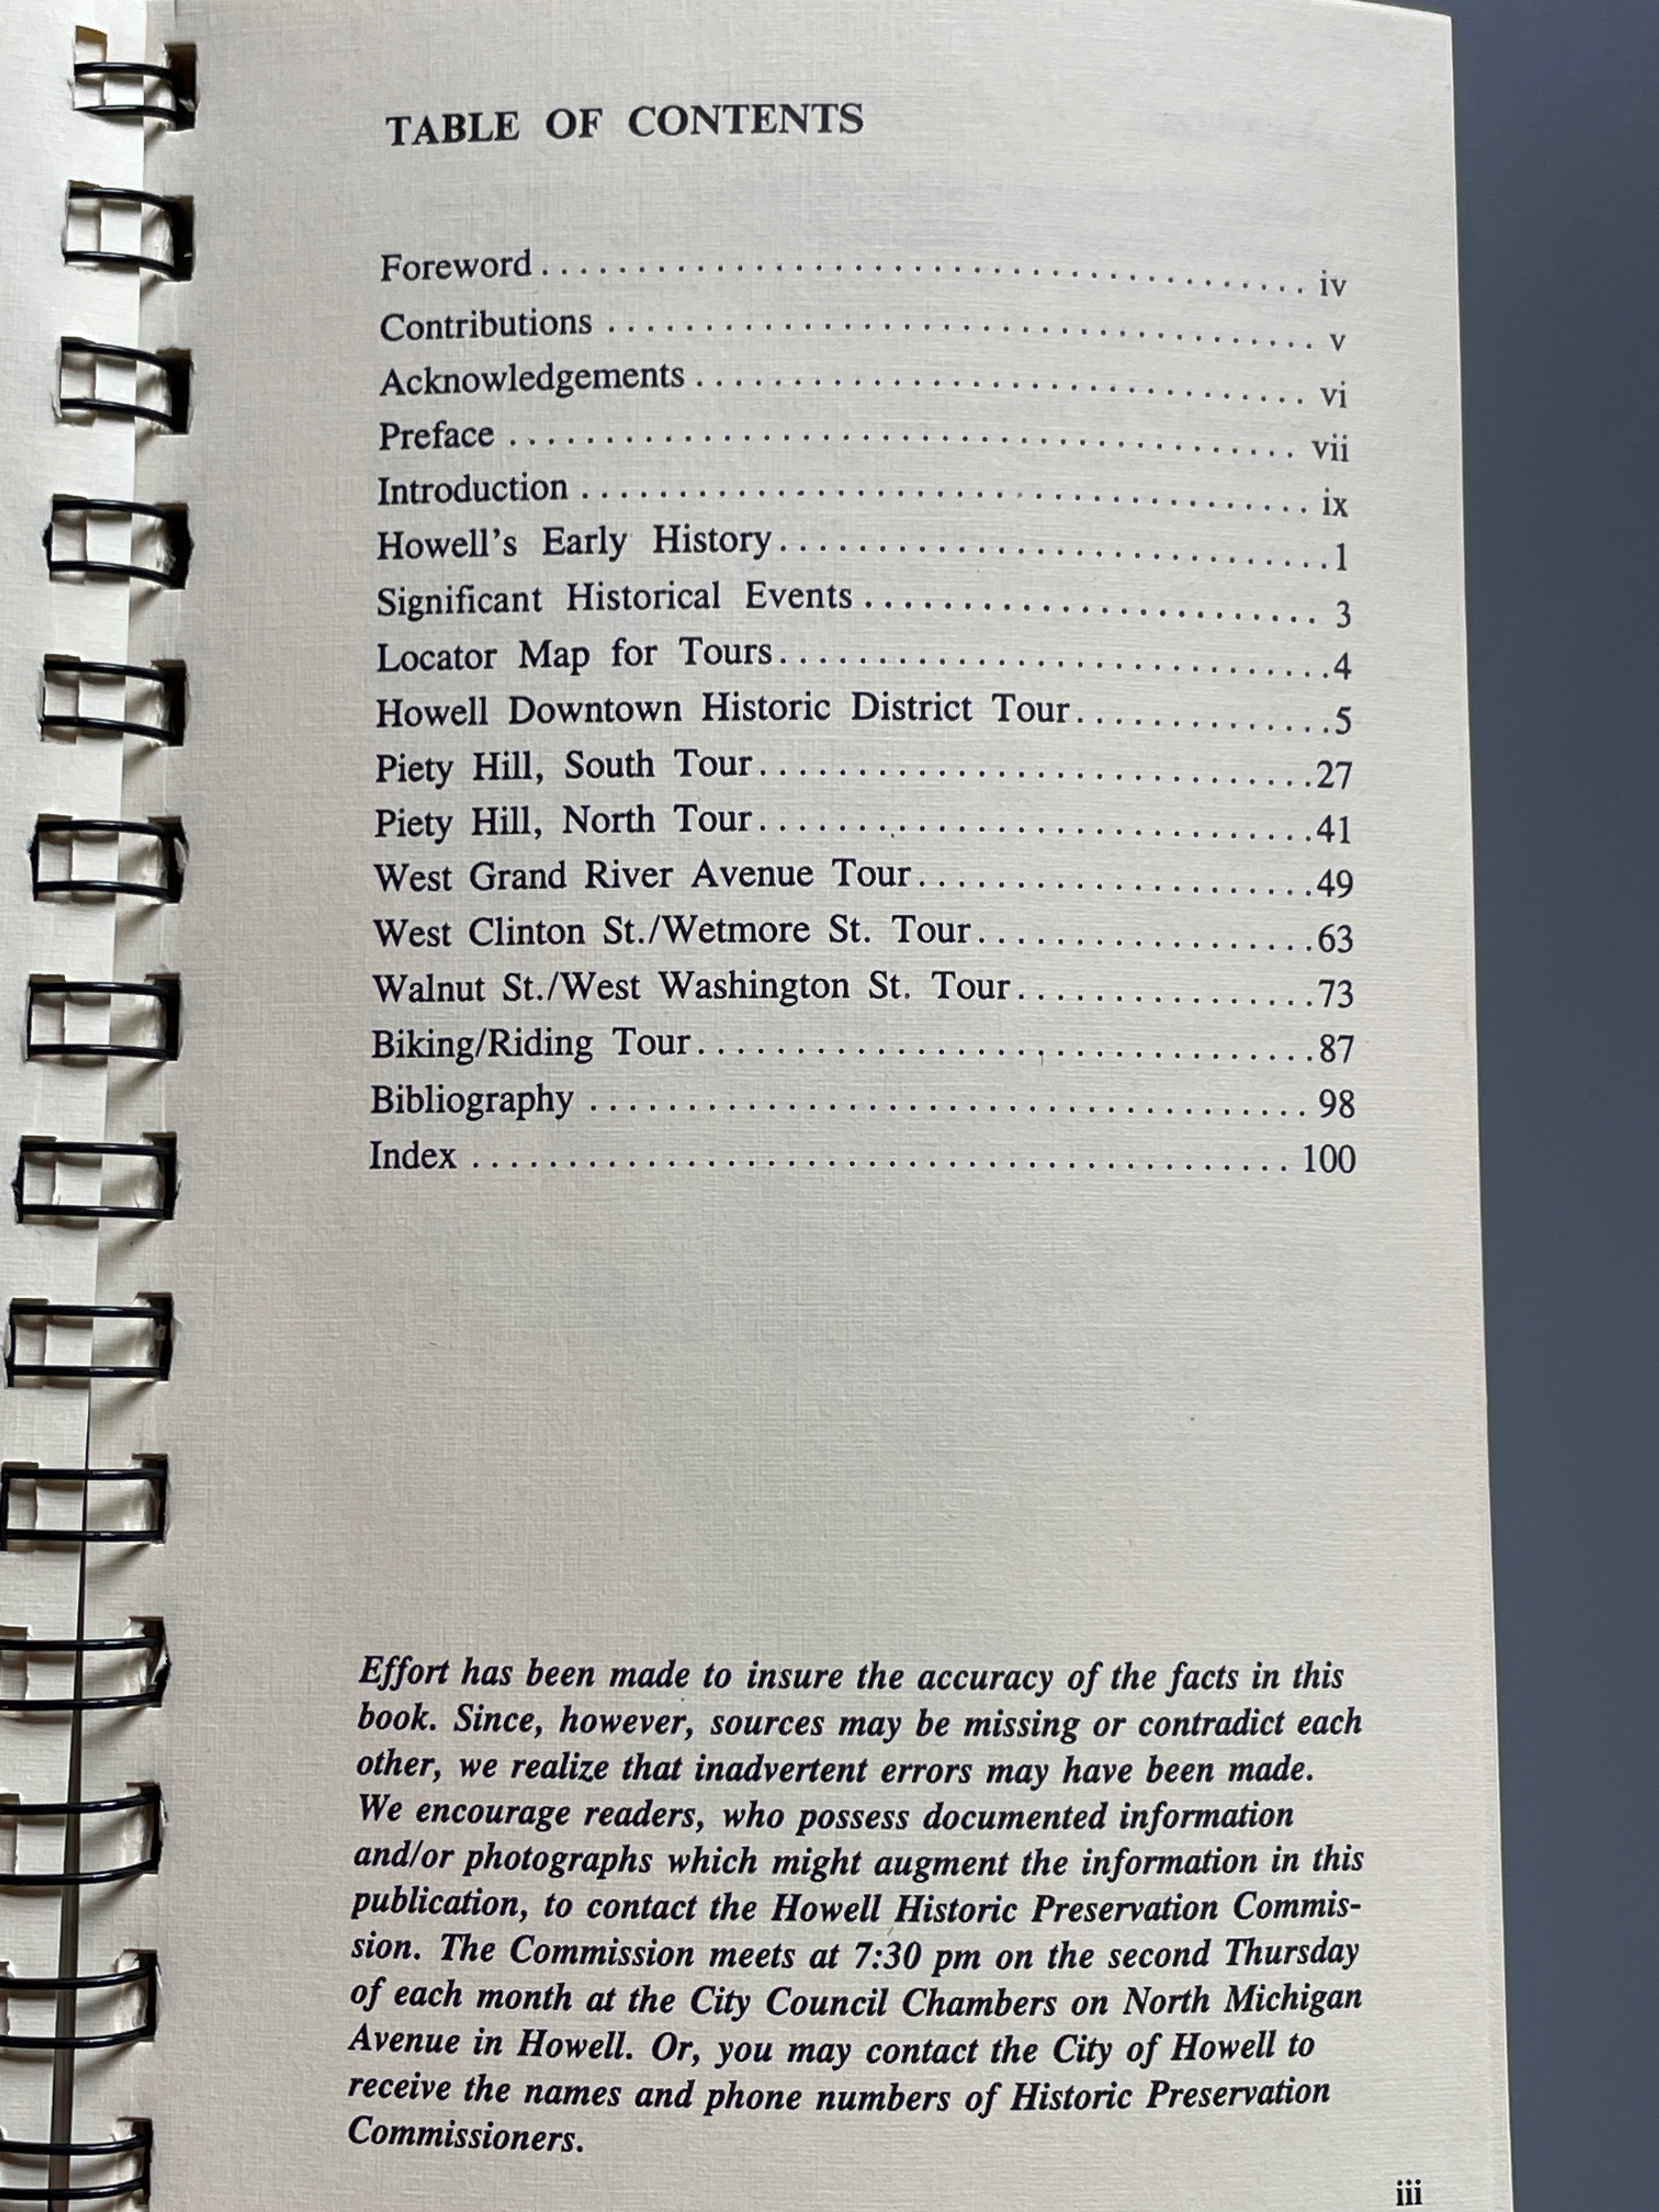 TABLE OF CONTENTS
Foreword . . . . . . . . . . . . . . . . . . . . . . . . . . . . . . . . . . . . . . . . iv
Contributions . . . . . . . . . . . . . . . . . . . . . . . . . . . . . . . . . . . . . v
Acknowledgements . . . . . . . . . . . . . . . . . . . . . . . . . . . . . . . . vi
Preface . . . . . . . . . . . . . . . . . . . . . . . . . . . . . . . . . . . . . . . . . vii
Introduction . . . . . . . . . . . . . . . . . . . . . . . . . . . . . . . . . . . . . . ix
Howell's Early History . . . . . . . . . . . . . . . . . . . . . . . . . . . . .1
Significant Historical Events . . . . . . . . . . . . . . . . . . . . . . . . 3
Locator Map for Tours . . . . . . . . . . . . . . . . . . . . . . . . . . . . .4
Howell Downtown Historic District Tour . . . . . . . . . . . . . .5
Piety Hill, South Tour . . . . . . . . . . . . . . . . . . . . . . . . . . . . .27
Piety Hill, North Tour . . . . . . . . . . . . . . . . . . . . . . . . . . . . .41
West Grand River Avenue Tour . . . . . . . . . . . . . . . . . . . . .49
West Clinton St./Wetmore St. Tour . . . . . . . . . . . . . . . . . .63
Walnut St./West Washington St. Tour . . . . . . . . . . . . . . . .73
Biking/Riding Tour . . . . . . . . . . . . . . . . . . . . . . . . . . . . . . . .87
Bibliography . . . . . . . . . . . . . . . . . . . . . . . . . . . . . . . . . . . . . 98
Index . . . . . . . . . . . . . . . . . . . . . . . . . . . . . . . . . . . . . . . . . . 100
Effort has been made to insure the accuracy of the facts in this
book. Since, however, sources may be missing or contradict each
other, we realize that inadvertent errors may have been made.
We encourage readers, who possess documented information
and/or photographs which might augment the information in this
publication, to contact the Howell Historic Preservation Commis-
sion. The Commission meets at 7:30 pm on the second Thursday
of each month at the City Council Chambers on North Michigan
Avenue in Howell. Or, you may contact the City of Howell to
receive the names and phone numbers of Historic Preservation
Commissioners.
iii